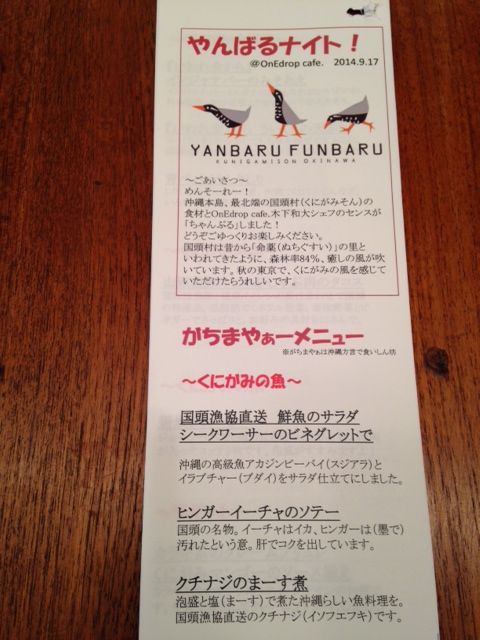 やんばるナイト！
＠OnEdrop cafe.　2014.9.17
YANBARU FUNBARU
KUNIGAMISON OKINAWA
～ごあいさつ～
めんそーれー！
沖縄本島、最北端の国頭村（くにがみそん）の
食材とOnEdrop cafe.木下和大シェフのセンスが
「ちゃんぷる」しました！
どうぞごゆっくりお楽しみください。
国頭村は昔から「命薬（ぬちぐすい）」の里と
いわれてきたように、森林率84％、癒しの風が吹
いています。秋の東京で、くにがみの風を感じて
いただけたらうれしいです。
がちまやぁーメニュー
※がちまやぁは沖縄方言で食いしん坊
～くにがみの魚～
国頭漁協直送　鮮魚のサラダ
シークワーサーのビネグレットで
沖縄の高級魚アカジンビーバイ（スジアラ）と
イラブチャー（ブダイ）をサラダ仕立てにしました。
ヒンガーイーチャのソテー
国頭の名物。イーチャはイカ、ヒンガーは（墨で）
汚れたという意。肝でコクを出しています。
クチナジのまーす煮
泡盛と塩（まーす）で煮た沖縄らしい魚料理を。
国頭漁協直送のクチナジ（イソフエフキ）です。